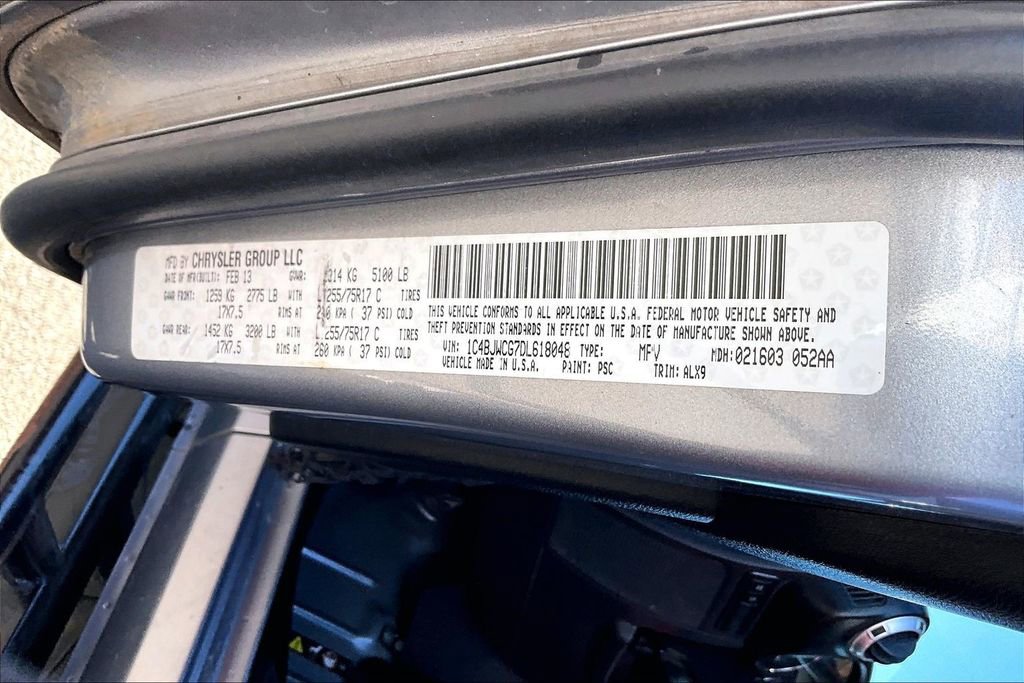 MFD BY CHRYSLER GROUP LLC
DATE OF MFR(BUILT): FEB 13 GVWR: 2314 KG 5100 LB
GAWR FRONT: 1259 KG 2775 LB WITH LT255/75R17 C TIRES
17X7.5 RIMS AT 260 KPA ( 37 PSI) COLD
GAWR REAR: 1452 KG 3200 LB WITH LT255/75R17 C TIRES
17X7.5 RIMS AT 260 KPA ( 37 PSI) COLD
THIS VEHICLE CONFORMS TO ALL APPLICABLE U.S.A. FEDERAL MOTOR VEHICLE SAFETY AND
THEFT PREVENTION STANDARDS IN EFFECT ON THE DATE OF MANUFACTURE SHOWN ABOVE.
VIN: 1C4BJWCG7DL618048 TYPE: MPV MDH:021603 052AA
VEHICLE MADE IN U.S.A. PAINT: PSC TRIM: ALX9